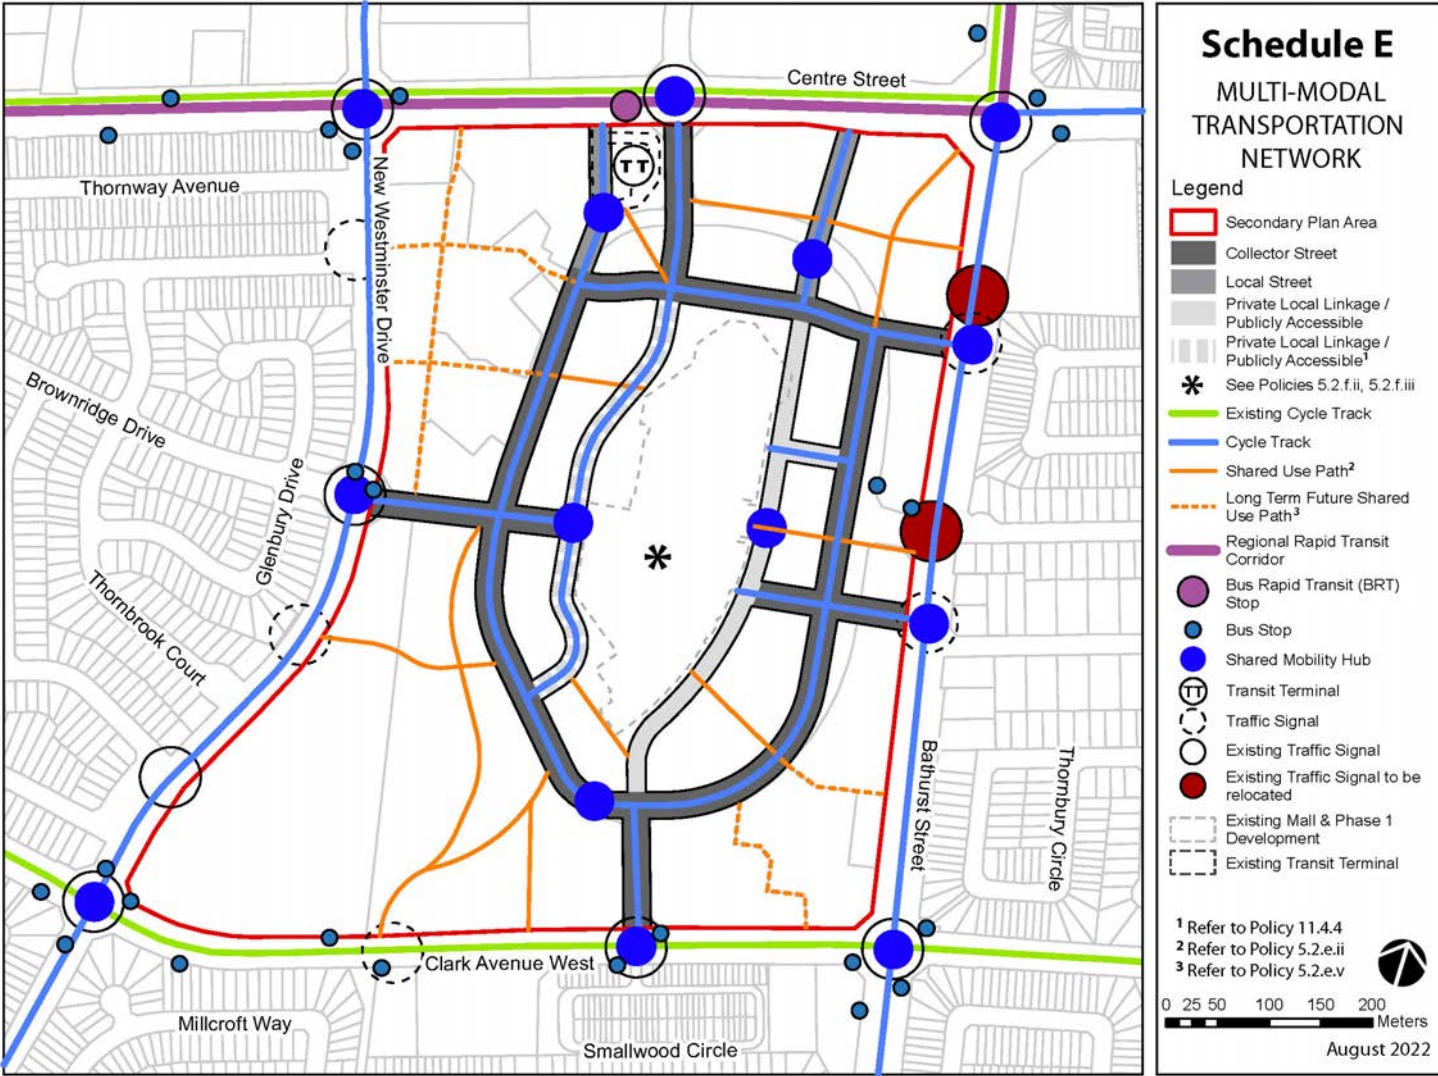 Centre Street
Thornway Avenue
New Westminster Drive
TT
Brownridge Drive
Glenbury Drive
Thornbrook Court
*
Bathurst Street
Thornbury Circle
Clark Avenue West
Millcroft Way
Smallwood Circle
Schedule E
MULTI-MODAL
TRANSPORTATION
NETWORK
Legend
Secondary Plan Area
Collector Street
Local Street
Private Local Linkage /
Publicly Accessible
Private Local Linkage /
Publicly Accessible¹
* See Policies 5.2.f.ii, 5.2.f.iii
Existing Cycle Track
Cycle Track
Shared Use Path²
Long Term Future Shared
Use Path³
Regional Rapid Transit
Corridor
Bus Rapid Transit (BRT)
Stop
Bus Stop
Shared Mobility Hub
TT Transit Terminal
Traffic Signal
Existing Traffic Signal
Existing Traffic Signal to be
relocated
Existing Mall & Phase 1
Development
Existing Transit Terminal
¹ Refer to Policy 11.4.4
² Refer to Policy 5.2.e.ii
³ Refer to Policy 5.2.e.v
0 25 50 100 150 200
Meters
August 2022